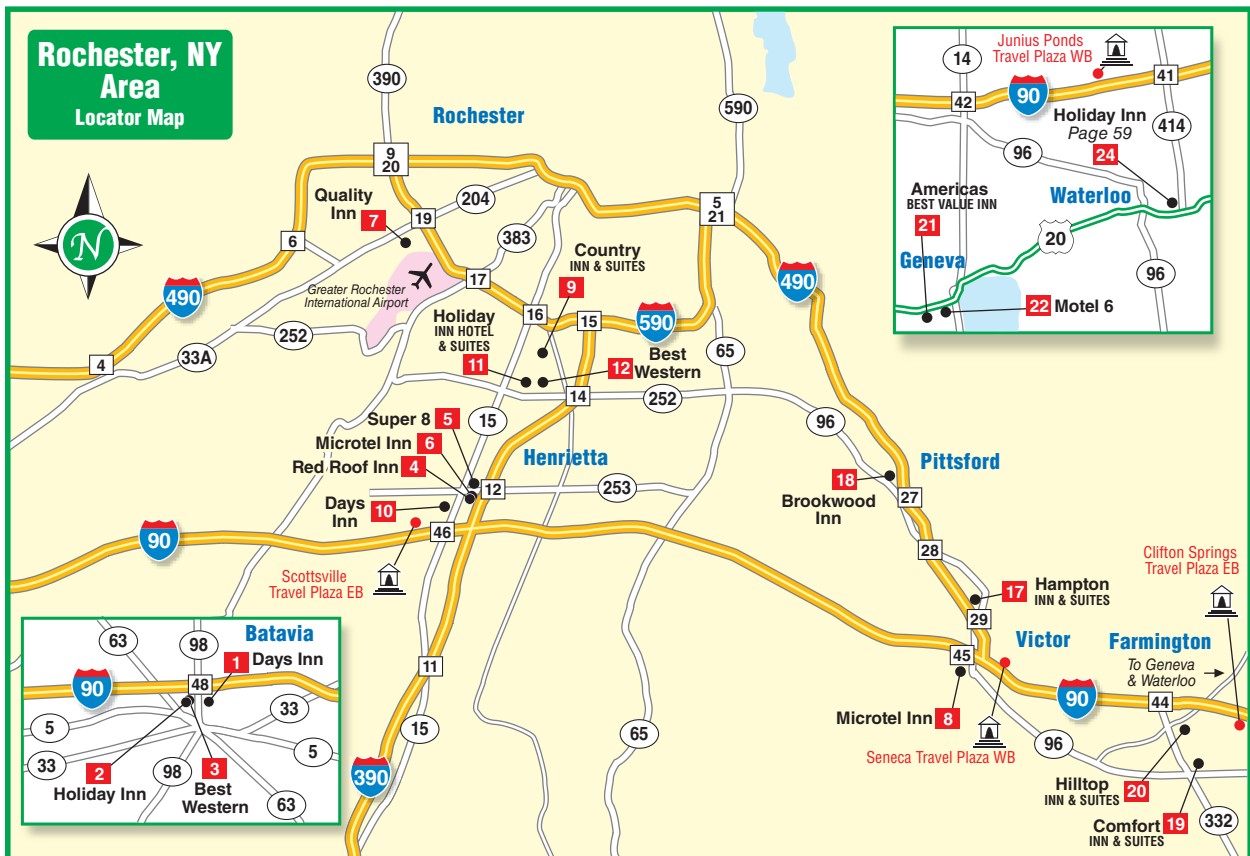 Rochester, NY
Area
Locator Map
N
390
Rochester
590
9
20
204
Quality
Inn
7
19
383
5
21
6
490
Greater Rochester
International Airport
17
Country
INN & SUITES
9
16
15
590
490
252
33A
4
Holiday
INN HOTEL
& SUITES
11
12
Best
Western
65
14
252
96
Super 8
5
15
Microtel Inn
6
Red Roof Inn
4
Henrietta
Pittsford
12
253
18
Brookwood
Inn
27
Days
Inn
10
46
90
28
Scottsville
Travel Plaza EB
Clifton Springs
Travel Plaza EB
17
Hampton
INN & SUITES
29
Victor
Farmington
To Geneva
& Waterloo
45
11
90
44
Microtel Inn
8
Seneca Travel Plaza WB
15
65
96
390
Hilltop
INN & SUITES
20
Comfort
INN & SUITES
19
332
Junius Ponds
Travel Plaza WB
14
41
42
90
Holiday Inn
Page 59
24
414
96
Americas
BEST VALUE INN
21
Waterloo
20
Geneva
96
22
Motel 6
63
98
Batavia
1
Days Inn
90
48
33
5
5
33
98
2
Holiday Inn
3
Best
Western
63